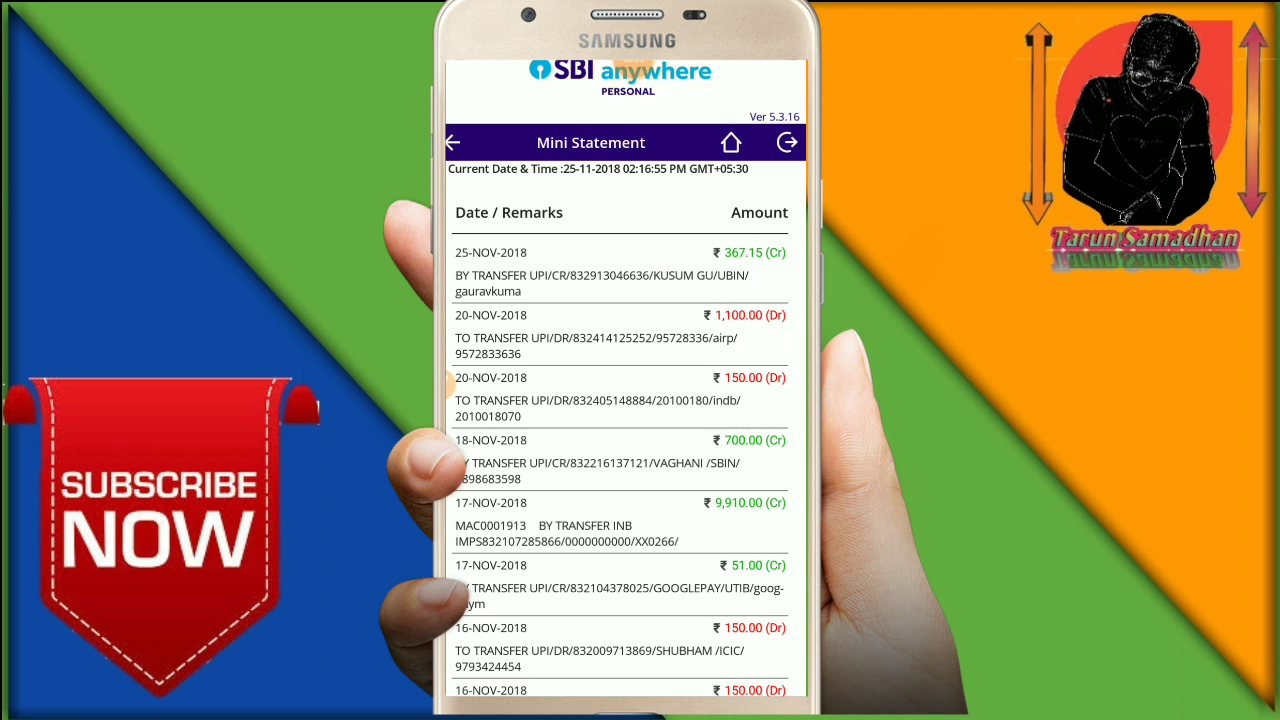 SAMSUNG
SBI anywhere
PERSONAL
Ver 5.3.16
Mini Statement
Current Date & Time :25-11-2018 02:16:55 PM GMT+05:30
Date / Remarks Amount
25-NOV-2018 ₹ 367.15 (Cr)
BY TRANSFER UPI/CR/832913046636/KUSUM GU/UBIN/
gauravkuma
20-NOV-2018 ₹ 1,100.00 (Dr)
TO TRANSFER UPI/DR/832414125252/95728336/airp/
9572833636
20-NOV-2018 ₹ 150.00 (Dr)
TO TRANSFER UPI/DR/832405148884/20100180/indb/
2010018070
18-NOV-2018 ₹ 700.00 (Cr)
Y TRANSFER UPI/CR/832216137121/VAGHANI /SBIN/
898683598
17-NOV-2018 ₹ 9,910.00 (Cr)
MAC0001913 BY TRANSFER INB
IMPS832107285866/0000000000/XX0266/
17-NOV-2018 ₹ 51.00 (Cr)
TRANSFER UPI/CR/832104378025/GOOGLEPAY/UTIB/goog-
ym
16-NOV-2018 ₹ 150.00 (Dr)
TO TRANSFER UPI/DR/832009713869/SHUBHAM /ICIC/
9793424454
16-NOV-2018 ₹ 150.00 (Dr)
Tarun Samadhan
SUBSCRIBE
NOW